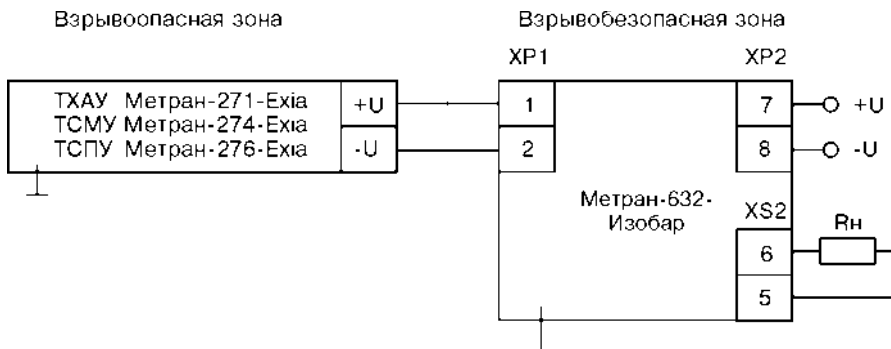 Взрывоопасная зона
Взрывобезопасная зона
XP1
XP2
ТХАУ Метран-271-Exia
ТСМУ Метран-274-Exia
ТСПУ Метран-276-Exia
+U
-U
1
2
7
8
+U
-U
Метран-632-
Изобар
XS2
6
5
Rн